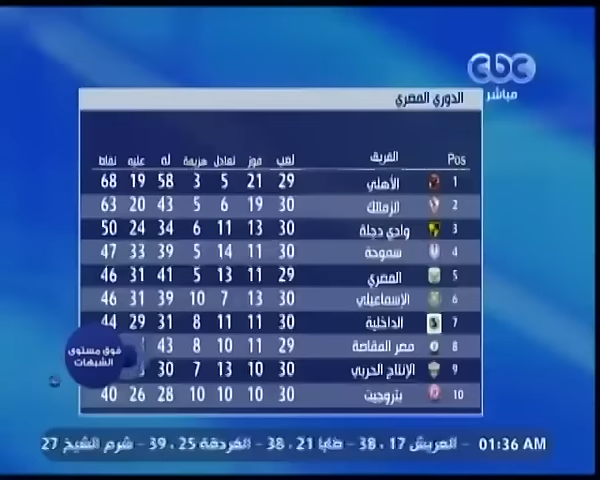 cbc
مباشر
الدوري المصري
Pos الفريق لعب فوز تعادل هزيمة له عليه نقاط
1 الأهلي 29 21 5 3 58 19 68
2 الزمالك 30 19 6 5 43 20 63
3 وادي دجلة 30 13 11 6 34 24 50
4 سموحة 30 11 14 5 39 33 47
5 المصري 29 11 13 5 41 31 46
6 الإسماعيلي 30 13 7 10 39 31 46
7 الداخلية 30 11 11 8 31 29 44
8 مصر المقاصة 29 11 10 8 43
9 الإنتاج الحربي 30 10 13 7 30
10 بتروجيت 30 10 10 10 28 26 40
فوق مستوى
الشبهات
01:36 AM العريش 17 ، 38 - طابا 21 ، 38 - الغردقة 25 ، 39 - شرم الشيخ 27